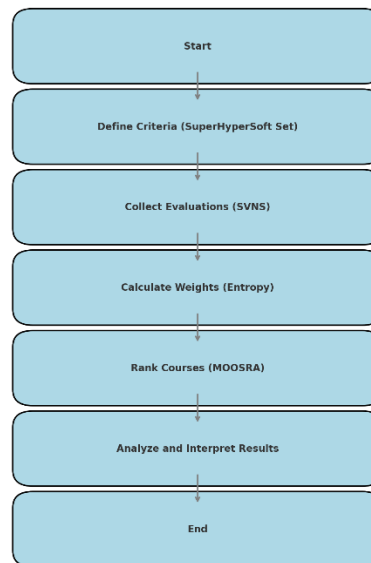 Start
Define Criteria (SuperHyperSoft Set)
Collect Evaluations (SVNS)
Calculate Weights (Entropy)
Rank Courses (MOOSRA)
Analyze and Interpret Results
End